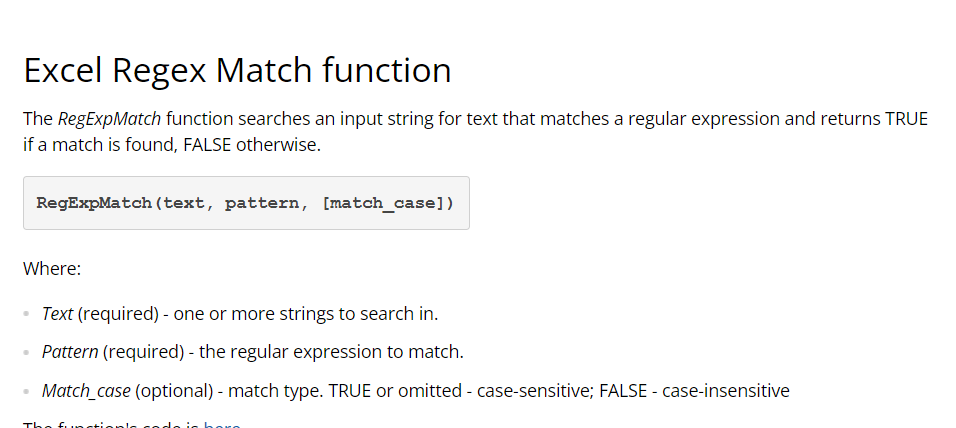 Excel Regex Match function
The RegExpMatch function searches an input string for text that matches a regular expression and returns TRUE
if a match is found, FALSE otherwise.
RegExpMatch(text, pattern, [match_case])
Where:
Text (required) - one or more strings to search in.
Pattern (required) - the regular expression to match.
Match_case (optional) - match type. TRUE or omitted - case-sensitive; FALSE - case-insensitive
The function's code is here